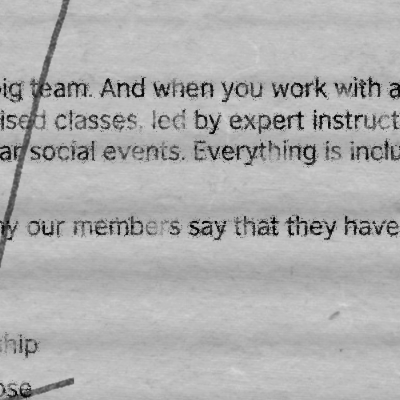 big team. And when you work with a
ised classes, led by expert instruct
ar social events. Everything is inclu
ny our members say that they have
ship
ose